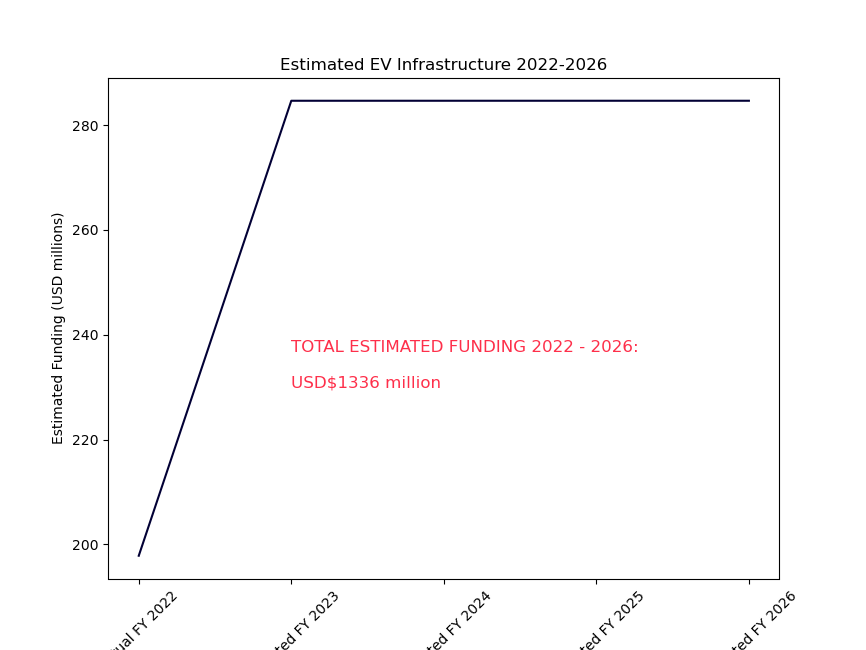 Estimated EV Infrastructure 2022-2026
Estimated Funding (USD millions)
280
260
240
220
200
TOTAL ESTIMATED FUNDING 2022 - 2026:
USD$1336 million
FY 2022
FY 2023
FY 2024
FY 2025
FY 2026